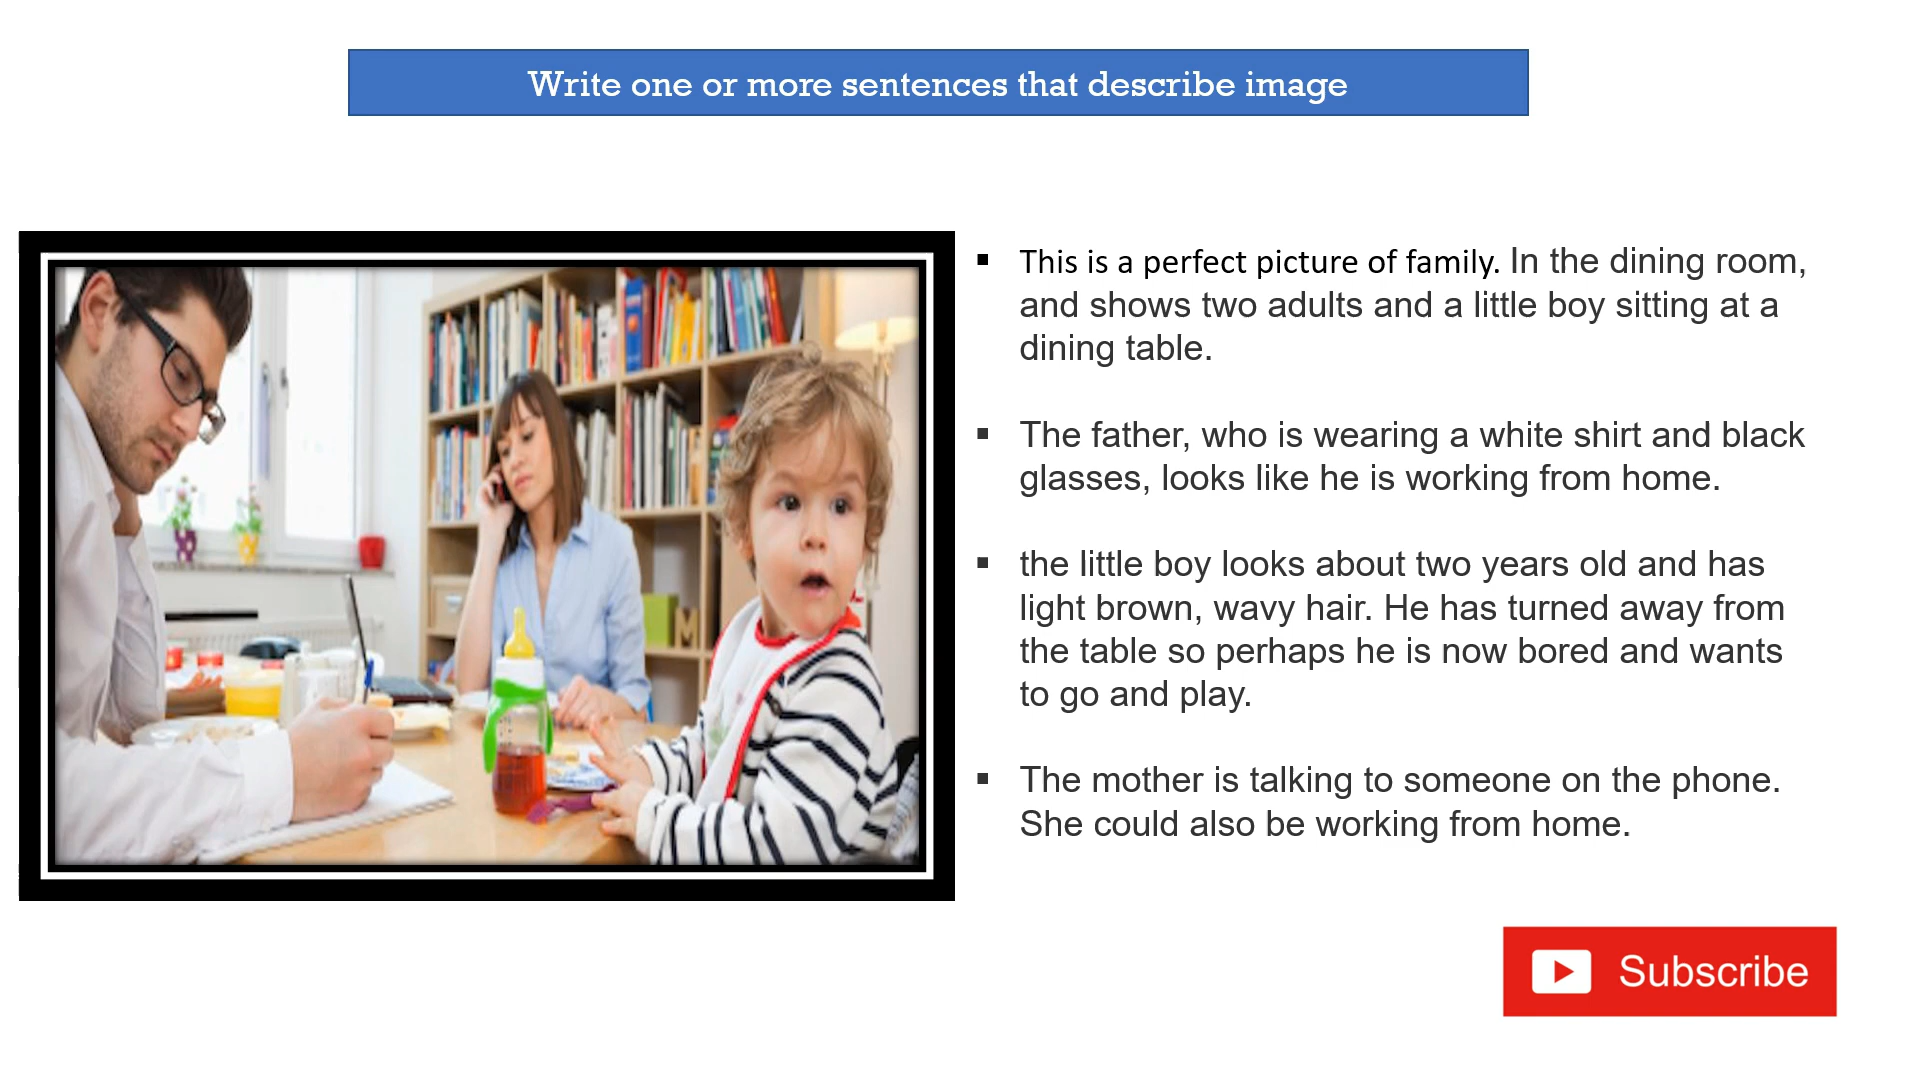 Write one or more sentences that describe image
▪ This is a perfect picture of family. In the dining room,
and shows two adults and a little boy sitting at a
dining table.
▪ The father, who is wearing a white shirt and black
glasses, looks like he is working from home.
▪ the little boy looks about two years old and has
light brown, wavy hair. He has turned away from
the table so perhaps he is now bored and wants
to go and play.
▪ The mother is talking to someone on the phone.
She could also be working from home.
M
Subscribe